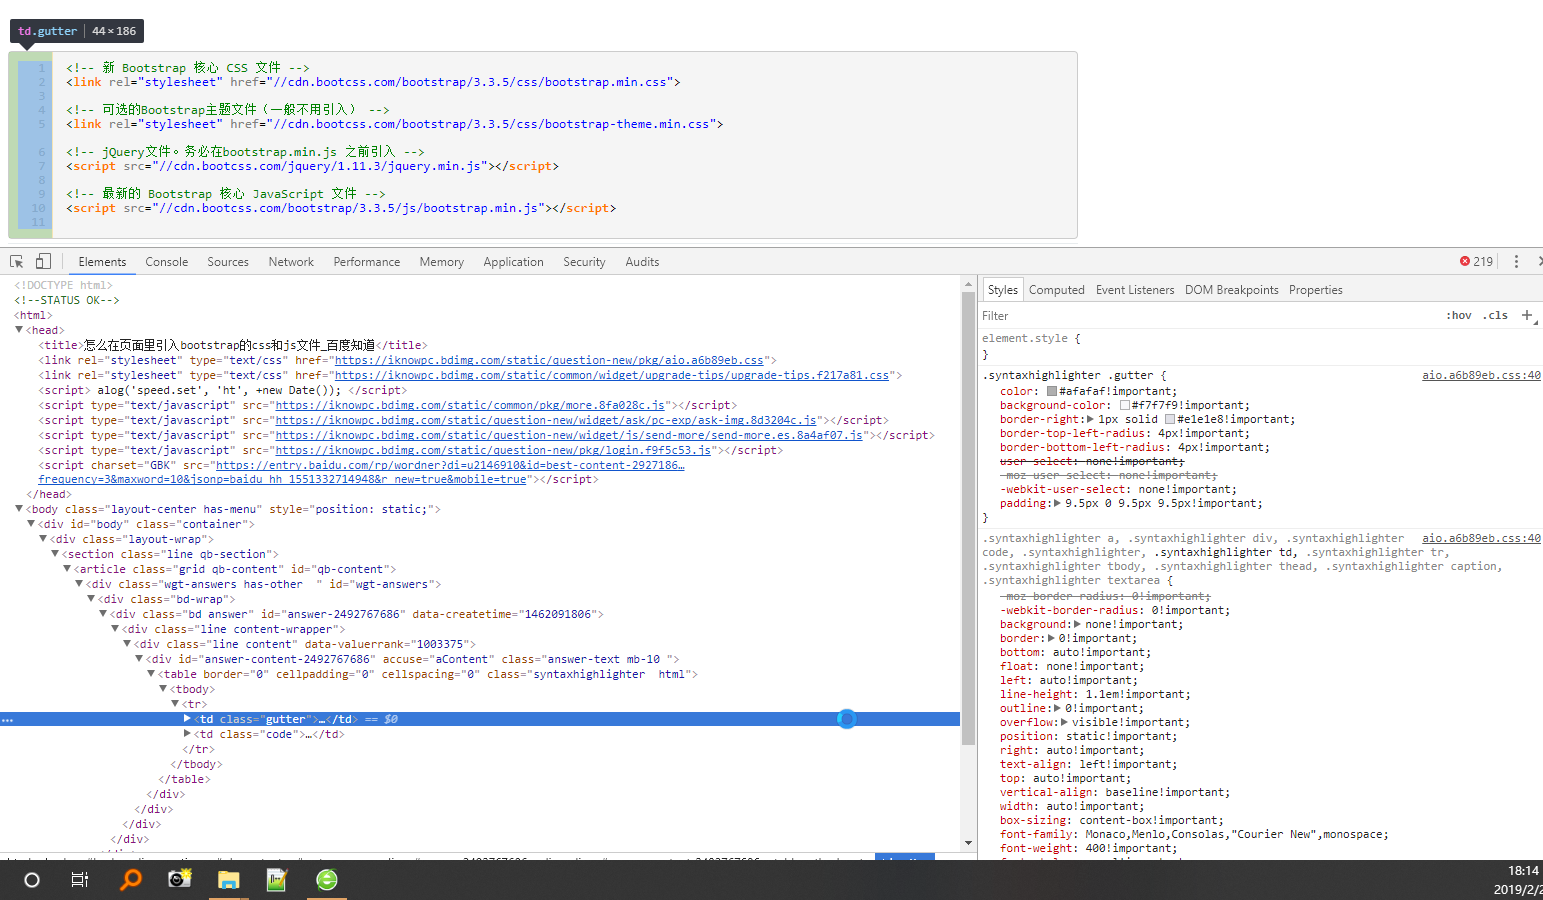 td.gutter | 44 × 186
1 <!-- 新 Bootstrap 核心 CSS 文件 -->
2 <link rel="stylesheet" href="//cdn.bootcss.com/bootstrap/3.3.5/css/bootstrap.min.css">
3
4 <!-- 可选的Bootstrap主题文件（一般不用引入） -->
5 <link rel="stylesheet" href="//cdn.bootcss.com/bootstrap/3.3.5/css/bootstrap-theme.min.css">
6 <!-- jQuery文件。务必在bootstrap.min.js 之前引入 -->
7 <script src="//cdn.bootcss.com/jquery/1.11.3/jquery.min.js"></script>
8
9 <!-- 最新的 Bootstrap 核心 JavaScript 文件 -->
10 <script src="//cdn.bootcss.com/bootstrap/3.3.5/js/bootstrap.min.js"></script>
11
Elements Console Sources Network Performance Memory Application Security Audits 219
<!DOCTYPE html>
<!--STATUS OK-->
<html>
<head>
<title>怎么在页面里引入bootstrap的css和js文件_百度知道</title>
<link rel="stylesheet" type="text/css" href="https://iknowpc.bdimg.com/static/question-new/pkg/aio.a6b89eb.css">
<link rel="stylesheet" type="text/css" href="https://iknowpc.bdimg.com/static/common/widget/upgrade-tips/upgrade-tips.f217a81.css">
<script> alog('speed.set', 'ht', +new Date()); </script>
<script type="text/javascript" src="https://iknowpc.bdimg.com/static/common/pkg/more.8fa028c.js"></script>
<script type="text/javascript" src="https://iknowpc.bdimg.com/static/question-new/widget/ask/pc-exp/ask-img.8d3204c.js"></script>
<script type="text/javascript" src="https://iknowpc.bdimg.com/static/question-new/widget/js/send-more/send-more.es.8a4af07.js"></script>
<script type="text/javascript" src="https://iknowpc.bdimg.com/static/question-new/pkg/login.f9f5c53.js"></script>
<script charset="GBK" src="https://entry.baidu.com/rp/wordner?di=u2146910&id=best-content-2927186…
frequency=3&maxword=10&jsonp=baidu_hh_1551332714948&r_new=true&mobile=true"></script>
</head>
<body class="layout-center has-menu" style="position: static;">
<div id="body" class="container">
<div class="layout-wrap">
<section class="line qb-section">
<article class="grid qb-content" id="qb-content">
<div class="wgt-answers has-other  " id="wgt-answers">
<div class="bd-wrap">
<div class="bd answer" id="answer-2492767686" data-createtime="1462091806">
<div class="line content-wrapper">
<div class="line content" data-valuerank="1003375">
<div id="answer-content-2492767686" accuse="aContent" class="answer-text mb-10 ">
<table border="0" cellpadding="0" cellspacing="0" class="syntaxhighlighter  html">
<tbody>
<tr>
<td class="gutter">…</td> == $0
<td class="code">…</td>
</tr>
</tbody>
</table>
</div>
</div>
</div>
</div>
Styles Computed Event Listeners DOM Breakpoints Properties
Filter :hov .cls +
element.style {
}
.syntaxhighlighter .gutter { aio.a6b89eb.css:40
color: #afafaf!important;
background-color: #f7f7f9!important;
border-right: 1px solid #e1e1e8!important;
border-top-left-radius: 4px!important;
border-bottom-left-radius: 4px!important;
user-select: none!important;
-moz-user-select: none!important;
-webkit-user-select: none!important;
padding: 9.5px 0 9.5px 9.5px!important;
}
.syntaxhighlighter a, .syntaxhighlighter div, .syntaxhighlighter aio.a6b89eb.css:40
code, .syntaxhighlighter, .syntaxhighlighter td, .syntaxhighlighter tr,
.syntaxhighlighter tbody, .syntaxhighlighter thead, .syntaxhighlighter caption,
.syntaxhighlighter textarea {
-moz-border-radius: 0!important;
-webkit-border-radius: 0!important;
background: none!important;
border: 0!important;
bottom: auto!important;
float: none!important;
left: auto!important;
line-height: 1.1em!important;
outline: 0!important;
overflow: visible!important;
position: static!important;
right: auto!important;
text-align: left!important;
top: auto!important;
vertical-align: baseline!important;
width: auto!important;
box-sizing: content-box!important;
font-family: Monaco,Menlo,Consolas,"Courier New",monospace;
font-weight: 400!important;
18:14
2019/2/2